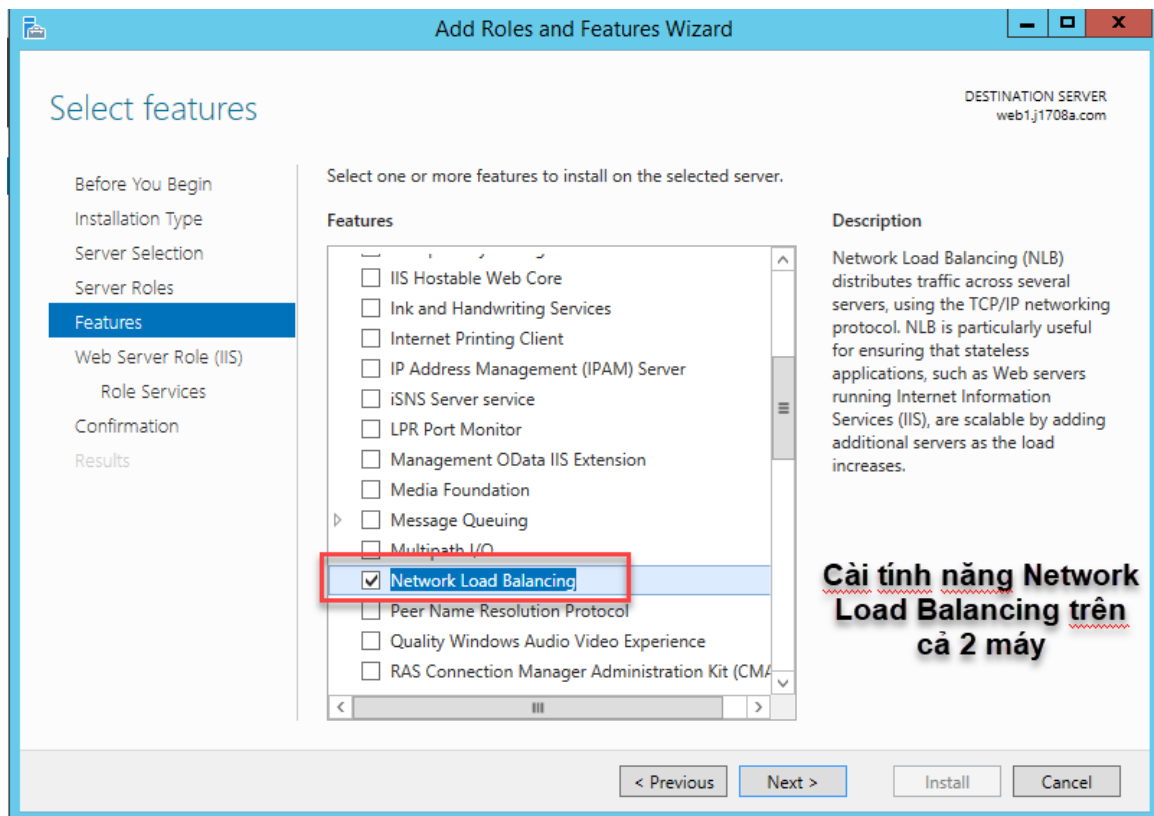 Add Roles and Features Wizard
Select features
DESTINATION SERVER
web1.j1708a.com
Before You Begin
Installation Type
Server Selection
Server Roles
Features
Web Server Role (IIS)
Role Services
Confirmation
Results
Select one or more features to install on the selected server.
Features
IIS Hostable Web Core
Ink and Handwriting Services
Internet Printing Client
IP Address Management (IPAM) Server
iSNS Server service
LPR Port Monitor
Management OData IIS Extension
Media Foundation
Message Queuing
Multipath I/O
Network Load Balancing
Peer Name Resolution Protocol
Quality Windows Audio Video Experience
RAS Connection Manager Administration Kit (CMA
Description
Network Load Balancing (NLB)
distributes traffic across several
servers, using the TCP/IP networking
protocol. NLB is particularly useful
for ensuring that stateless
applications, such as Web servers
running Internet Information
Services (IIS), are scalable by adding
additional servers as the load
increases.
Cài tính năng Network
Load Balancing trên
cả 2 máy
< Previous
Next >
Install
Cancel